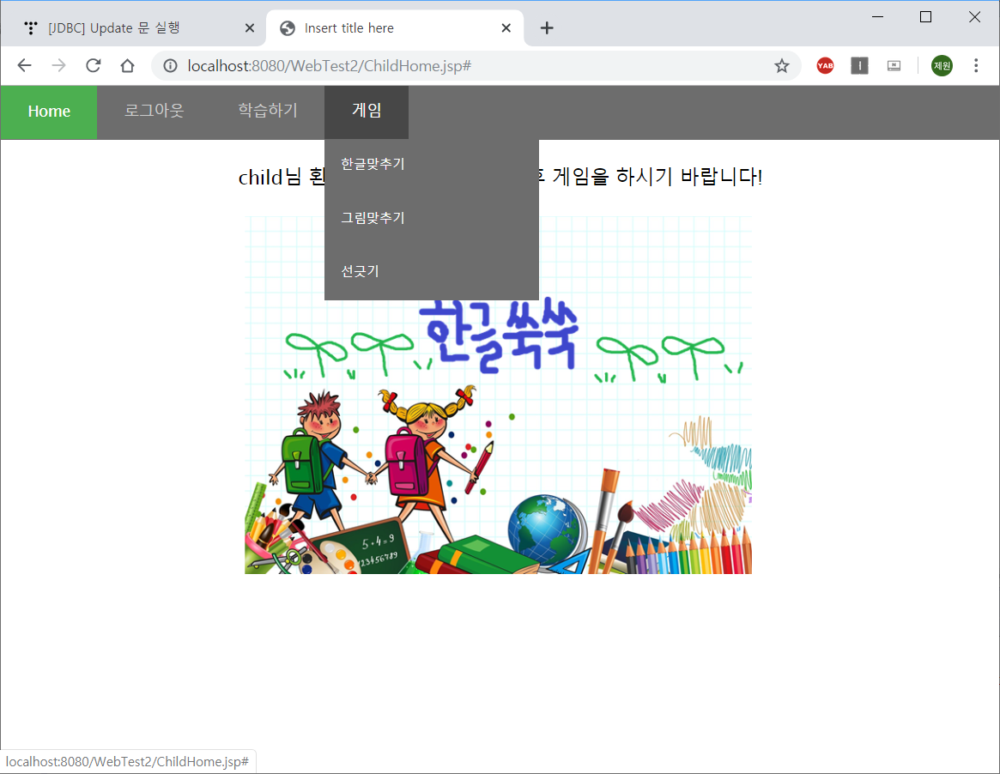 [JDBC] Update 문 실행
Insert title here
localhost:8080/WebTest2/ChildHome.jsp#
YAB
I
N
제원
Home 로그아웃 학습하기 게임
한글맞추기
child님 게임을 하시기 바랍니다!
그림맞추기
선긋기
한글쑥쑥
5+4=9
123456789
localhost:8080/WebTest2/ChildHome.jsp#